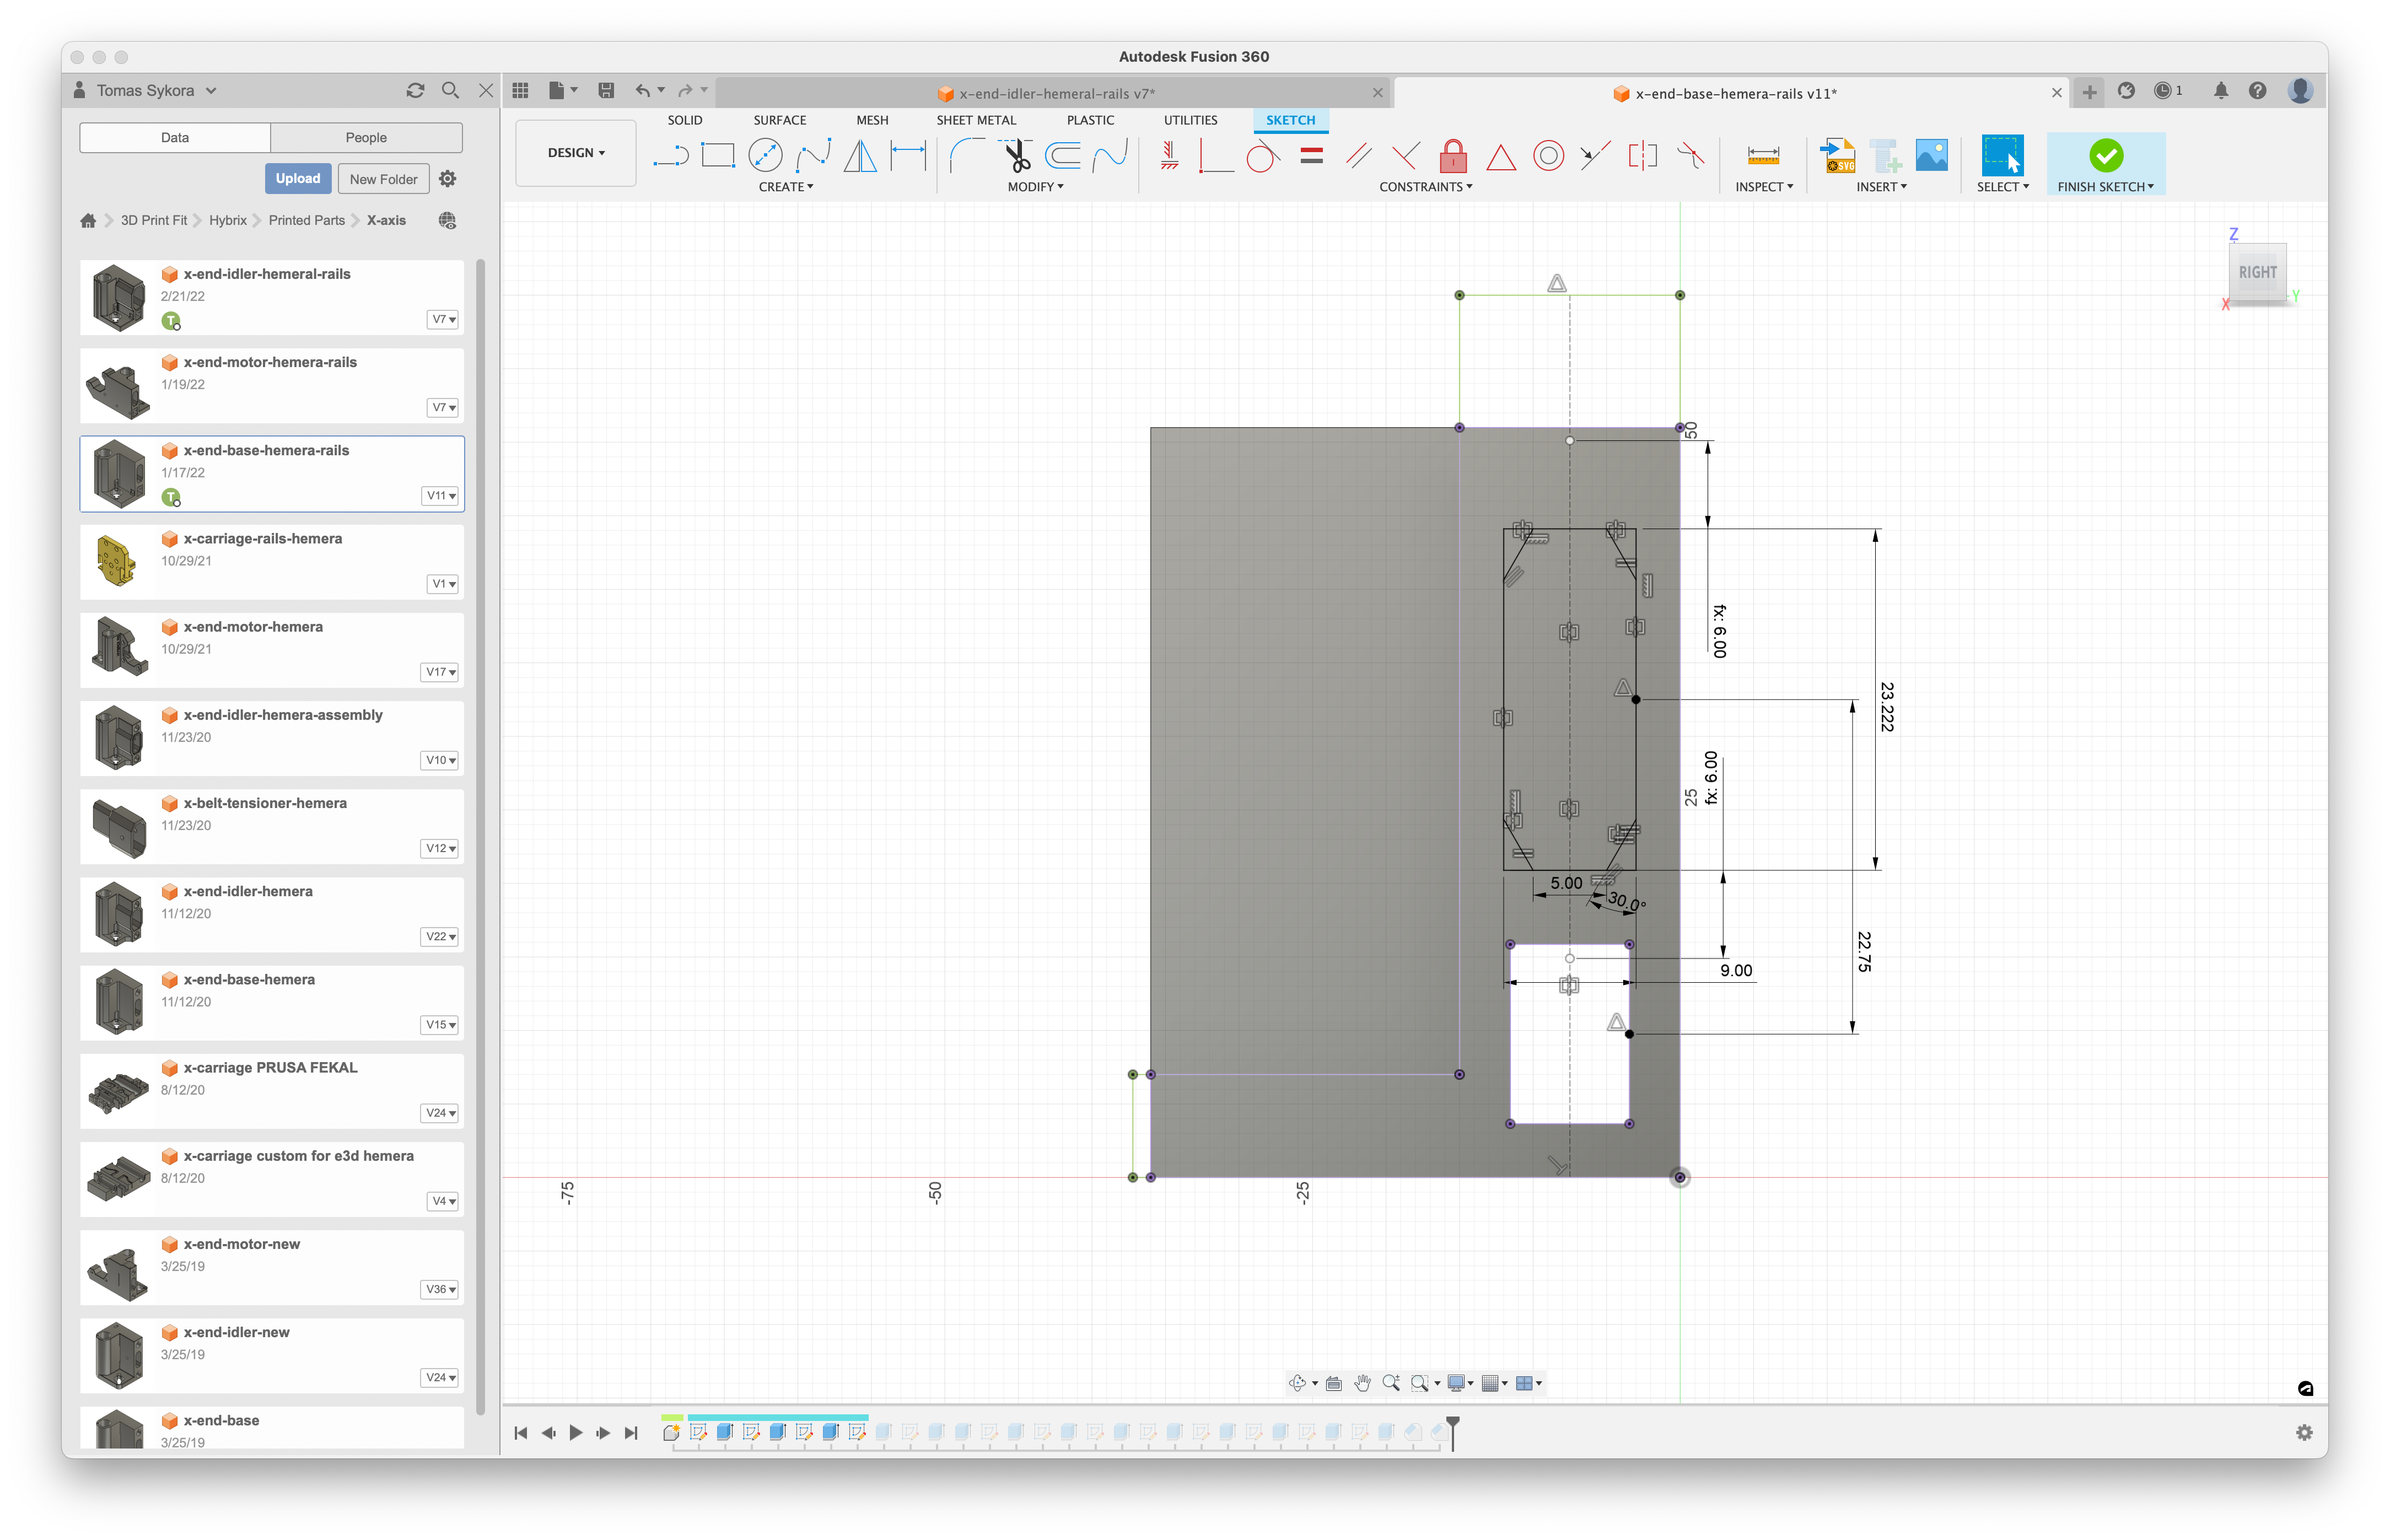 Autodesk Fusion 360
Tomas Sykora
x-end-idler-hemeral-rails v7*
x-end-base-hemera-rails v11*
1
Data
People
Upload
New Folder
3D Print Fit
Hybrix
Printed Parts
X-axis
DESIGN
SOLID
SURFACE
MESH
SHEET METAL
PLASTIC
UTILITIES
SKETCH
SVG
CREATE
MODIFY
CONSTRAINTS
INSPECT
INSERT
SELECT
FINISH SKETCH
x-end-idler-hemeral-rails
2/21/22
T
V7
x-end-motor-hemera-rails
1/19/22
V7
x-end-base-hemera-rails
1/17/22
T
V11
x-carriage-rails-hemera
10/29/21
V1
x-end-motor-hemera
10/29/21
V17
x-end-idler-hemera-assembly
11/23/20
V10
x-belt-tensioner-hemera
11/23/20
V12
x-end-idler-hemera
11/12/20
V22
x-end-base-hemera
11/12/20
V15
x-carriage PRUSA FEKAL
8/12/20
V24
x-carriage custom for e3d hemera
8/12/20
V4
x-end-motor-new
3/25/19
V36
x-end-idler-new
3/25/19
V24
x-end-base
3/25/19
Z
RIGHT
X
Y
50
fx: 6.00
23.222
fx: 6.00
25
5.00
30.0°
22.75
9.00
-75
-50
-25